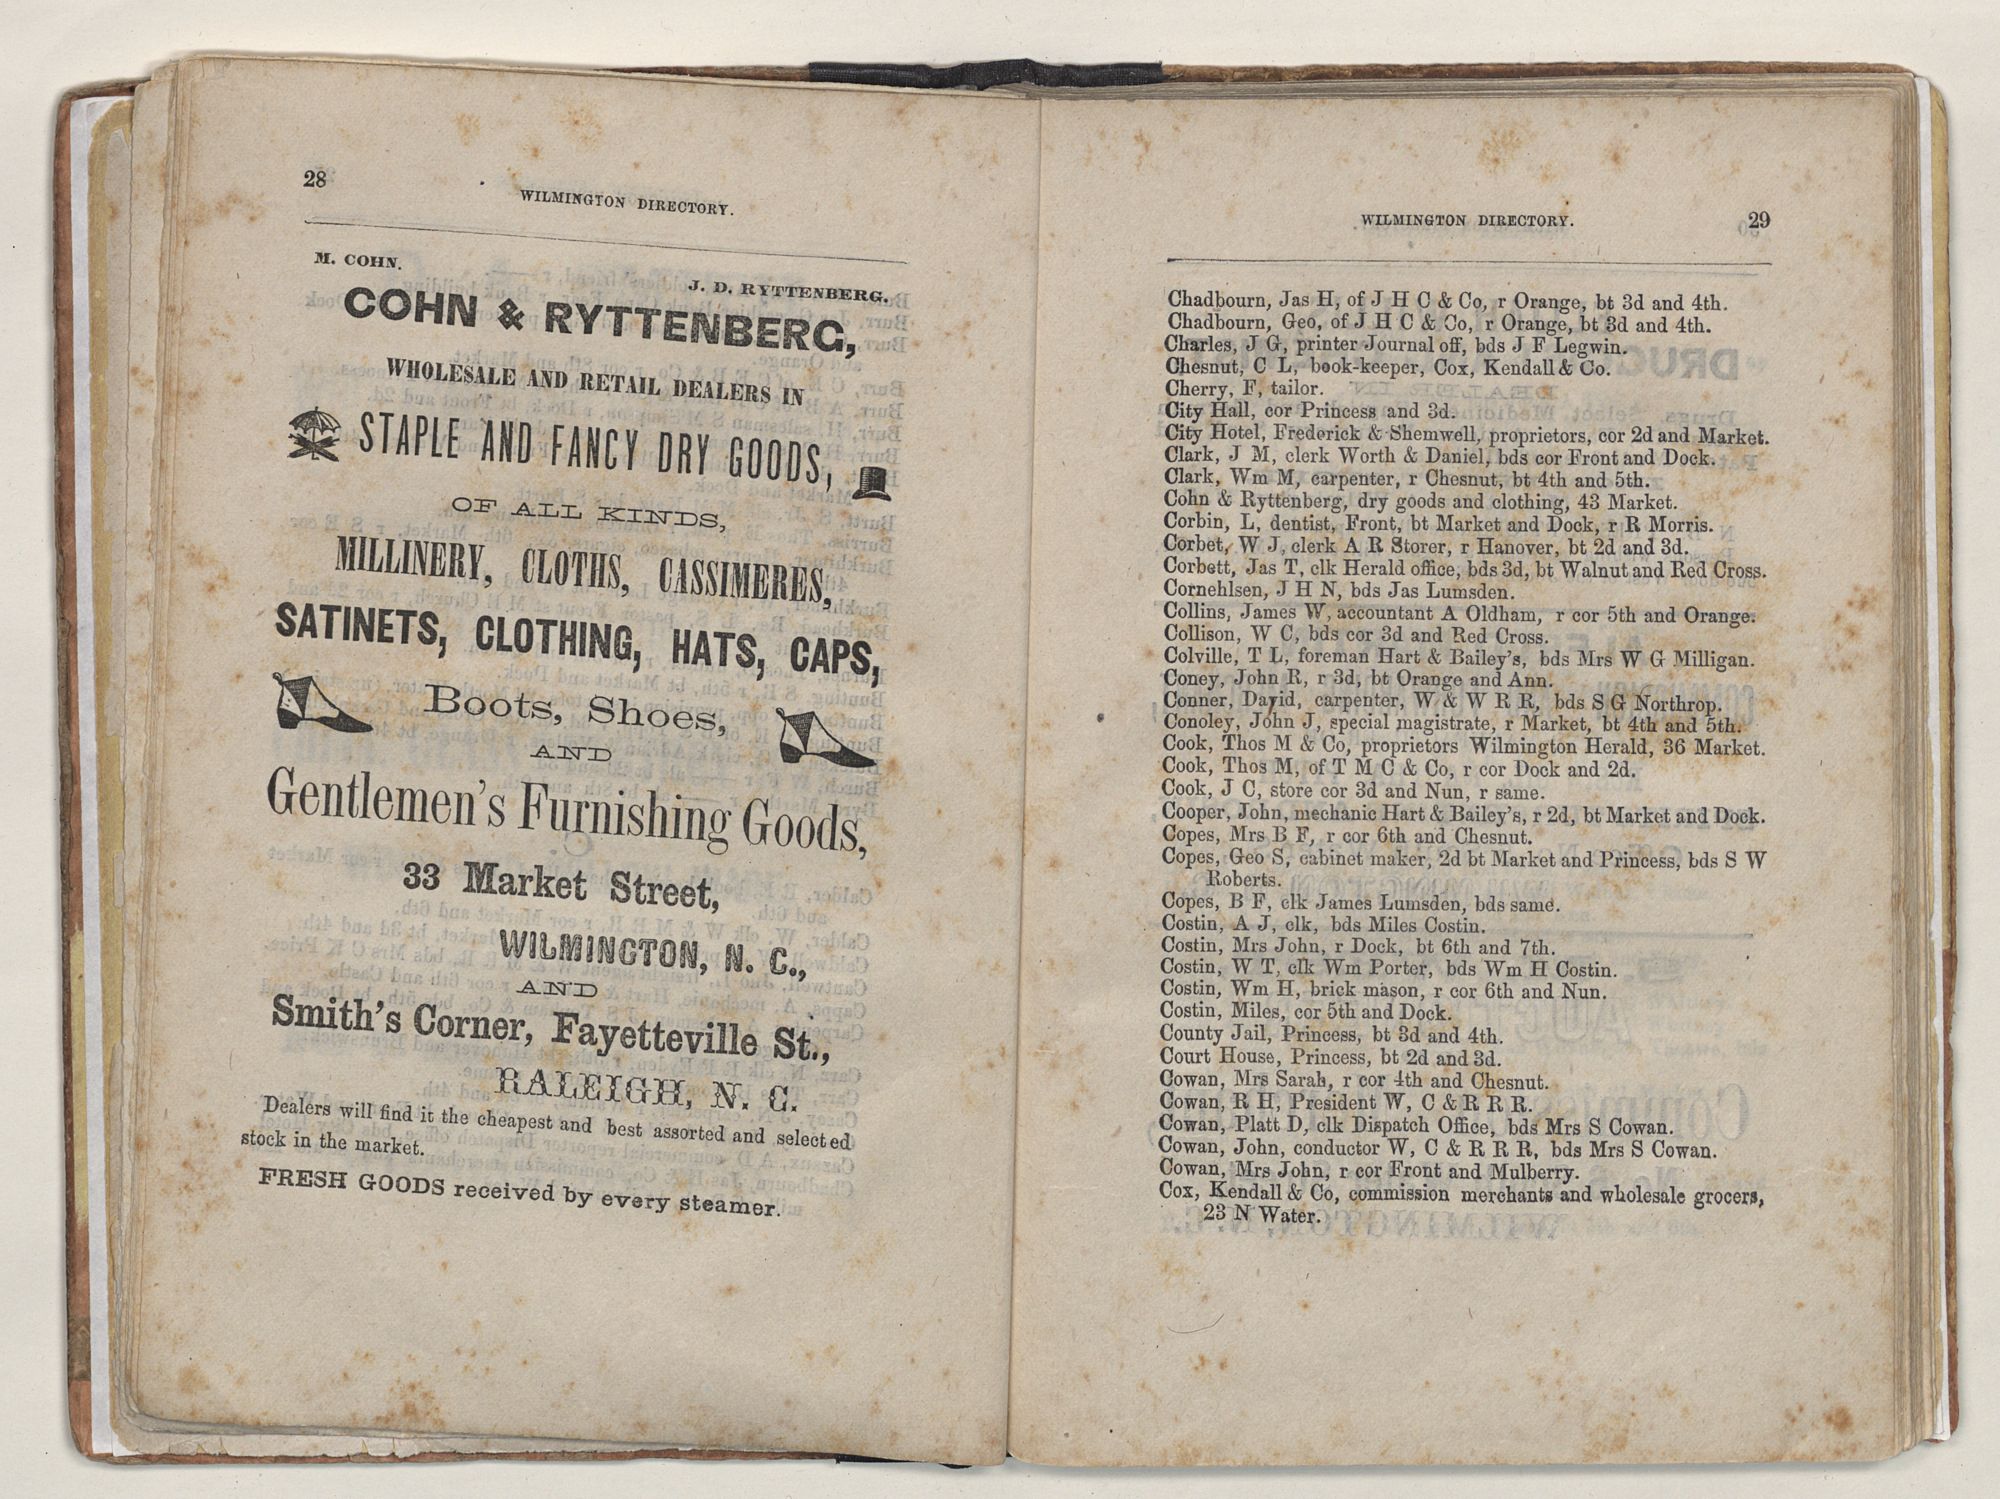 28
WILMINGTON DIRECTORY.
M. COHN.
J. D. RYTTENBERG.
COHN & RYTTENBERG,
WHOLESALE AND RETAIL DEALERS IN
STAPLE AND FANCY DRY GOODS,
OF ALL KINDS,
MILLINERY, CLOTHS, CASSIMERES,
SATINETS, CLOTHING, HATS, CAPS,
Boots, Shoes,
AND
Gentlemen's Furnishing Goods,
33 Market Street,
WILMINGTON, N. C.,
AND
Smith's Corner, Fayetteville St.,
RALEIGH, N. C.
Dealers will find it the cheapest and best assorted and selected
stock in the market.
FRESH GOODS received by every steamer.
WILMINGTON DIRECTORY.
29
Chadbourn, Jas H, of J H C & Co, r Orange, bt 3d and 4th.
Chadbourn, Geo, of J H C & Co, r Orange, bt 3d and 4th.
Charles, J G, printer Journal off, bds J F Legwin.
Chesnut, C L, book-keeper, Cox, Kendall & Co.
Cherry, F, tailor.
City Hall, cor Princess and 3d.
City Hotel, Frederick & Shemwell, proprietors, cor 2d and Market.
Clark, J M, clerk Worth & Daniel, bds cor Front and Dock.
Clark, Wm M, carpenter, r Chesnut, bt 4th and 5th.
Cohn & Ryttenberg, dry goods and clothing, 43 Market.
Corbin, L, dentist, Front, bt Market and Dock, r R Morris.
Corbet, W J, clerk A R Storer, r Hanover, bt 2d and 3d.
Corbett, Jas T, clk Herald office, bds 3d, bt Walnut and Red Cross.
Cornehlsen, J H N, bds Jas Lumsden.
Collins, James W, accountant A Oldham, r cor 5th and Orange.
Collison, W C, bds cor 3d and Red Cross.
Colville, T L, foreman Hart & Bailey's, bds Mrs W G Milligan.
Coney, John R, r 3d, bt Orange and Ann.
Conner, David, carpenter, W & W R R, bds S G Northrop.
Conoley, John J, special magistrate, r Market, bt 4th and 5th.
Cook, Thos M & Co, proprietors Wilmington Herald, 36 Market.
Cook, Thos M, of T M C & Co, r cor Dock and 2d.
Cook, J C, store cor 3d and Nun, r same.
Cooper, John, mechanic Hart & Bailey's, r 2d, bt Market and Dock.
Copes, Mrs B F, r cor 6th and Chesnut.
Copes, Geo S, cabinet maker, 2d bt Market and Princess, bds S W
Roberts.
Copes, B F, clk James Lumsden, bds same.
Costin, A J, clk, bds Miles Costin.
Costin, Mrs John, r Dock, bt 6th and 7th.
Costin, W T, clk Wm Porter, bds Wm H Costin.
Costin, Wm H, brick mason, r cor 6th and Nun.
Costin, Miles, cor 5th and Dock.
County Jail, Princess, bt 3d and 4th.
Court House, Princess, bt 2d and 3d.
Cowan, Mrs Sarah, r cor 4th and Chesnut.
Cowan, R H, President W, C & R R R.
Cowan, Platt D, clk Dispatch Office, bds Mrs S Cowan.
Cowan, John, conductor W, C & R R R, bds Mrs S Cowan.
Cowan, Mrs John, r cor Front and Mulberry.
Cox, Kendall & Co, commission merchants and wholesale grocers,
23 N Water.